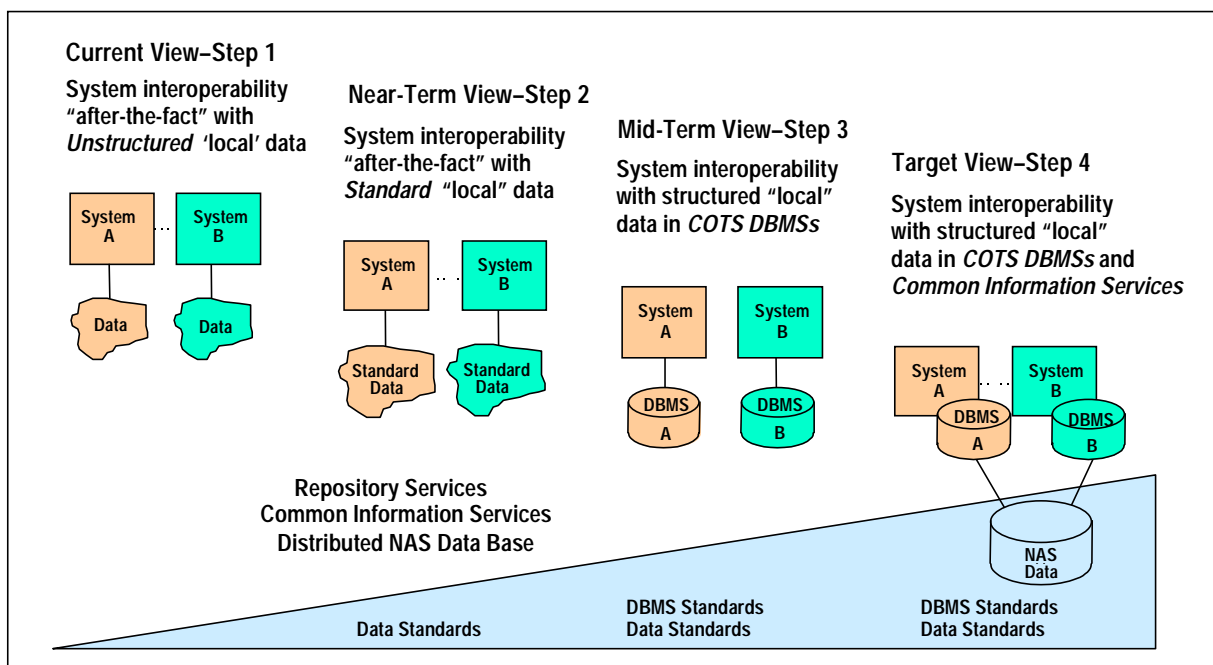 Current View–Step 1
System interoperability
“after-the-fact” with
Unstructured ‘local’ data
System
A
System
B
Data
Data
Near-Term View–Step 2
System interoperability
“after-the-fact” with
Standard “local” data
System
A
System
B
Standard
Data
Standard
Data
Mid-Term View–Step 3
System interoperability
with structured “local”
data in COTS DBMSs
System
A
System
B
DBMS
A
DBMS
B
Target View–Step 4
System interoperability
with structured “local”
data in COTS DBMSs and
Common Information Services
System
A
System
B
DBMS
A
DBMS
B
NAS
Data
Repository Services
Common Information Services
Distributed NAS Data Base
Data Standards
DBMS Standards
Data Standards
DBMS Standards
Data Standards